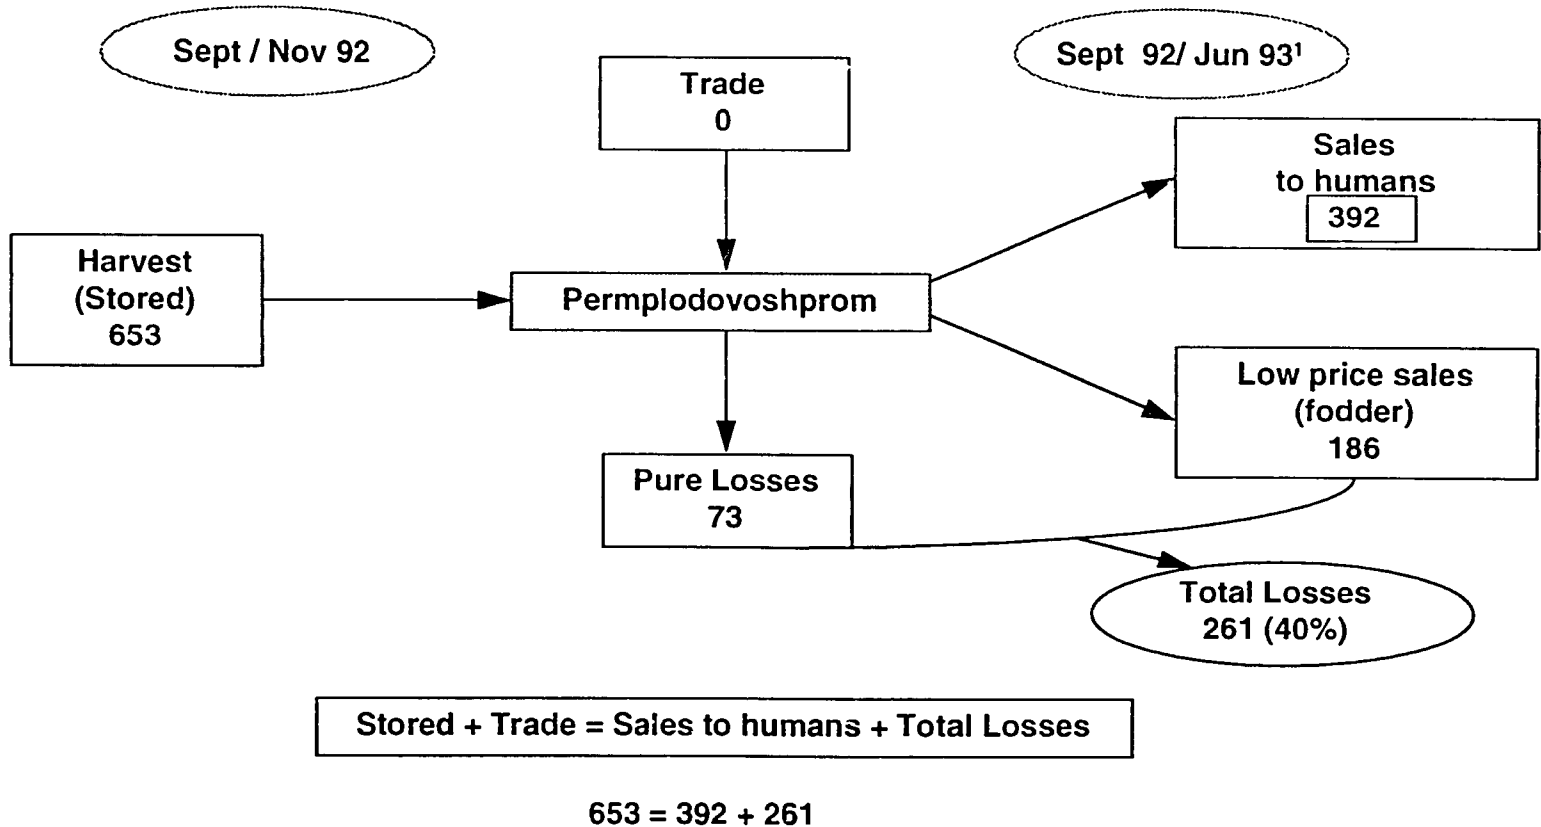 Sept / Nov 92
Sept 92/ Jun 93¹
Trade
0
Sales
to humans
392
Harvest
(Stored)
653
Permplodovoshprom
Low price sales
(fodder)
186
Pure Losses
73
Total Losses
261 (40%)
Stored + Trade = Sales to humans + Total Losses
653 = 392 + 261